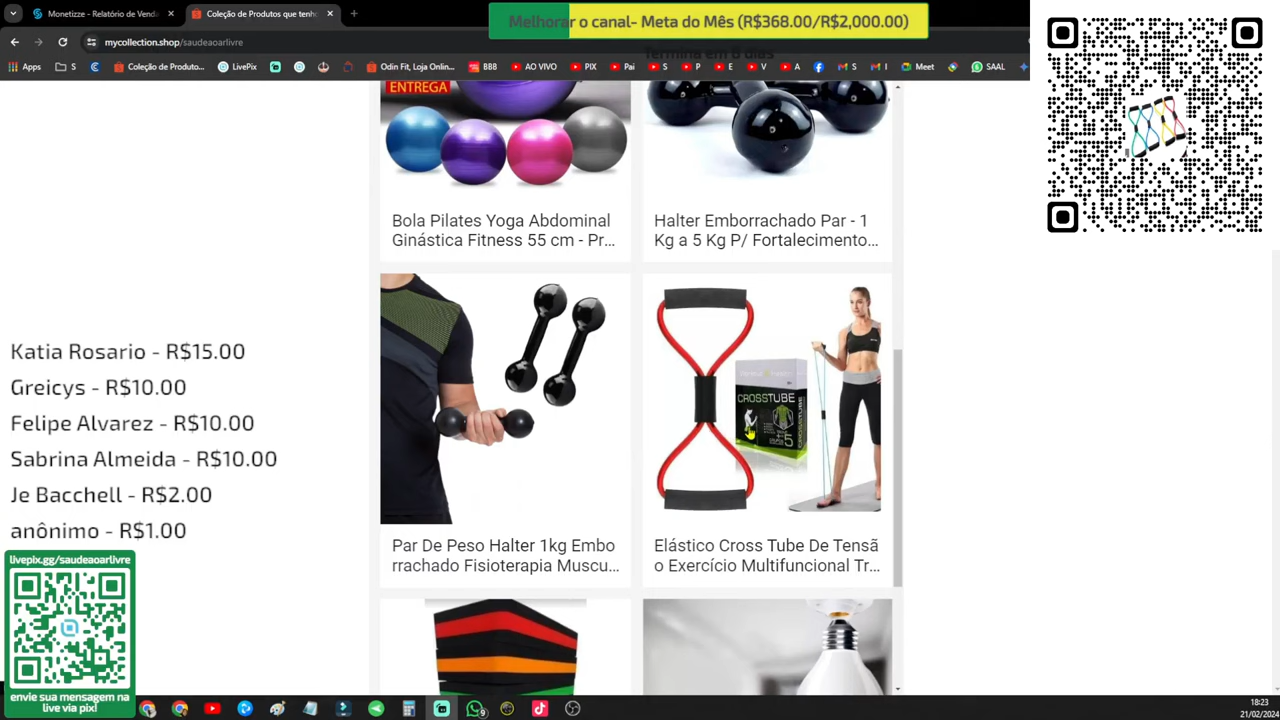 Monetizze - Relatório de Venda
Coleção de Produtos que tenho
Melhorar o canal- Meta do Mês (R$368.00/R$2,000.00)
Termina em 8 dias
mycollection.shop/saudeaoarlivre
Apps
S
Coleção de Produto...
LivePix
BBB
AO VIVO
PIX
Pai
S
P
E
V
A
S
I
Meet
SAAL
ENTREGA
Bola Pilates Yoga Abdominal
Ginástica Fitness 55 cm - Pr...
Halter Emborrachado Par - 1
Kg a 5 Kg P/ Fortalecimento...
CROSSTUBE
Par De Peso Halter 1kg Embo
rrachado Fisioterapia Muscu...
Elástico Cross Tube De Tensã
o Exercício Multifuncional Tr...
Katia Rosario - R$15.00
Greicys - R$10.00
Felipe Alvarez - R$10.00
Sabrina Almeida - R$10.00
Je Bacchell - R$2.00
anônimo - R$1.00
livepix.gg/saudeaoarlivre
envie sua mensagem na
live via pix!
18:23
21/02/2024